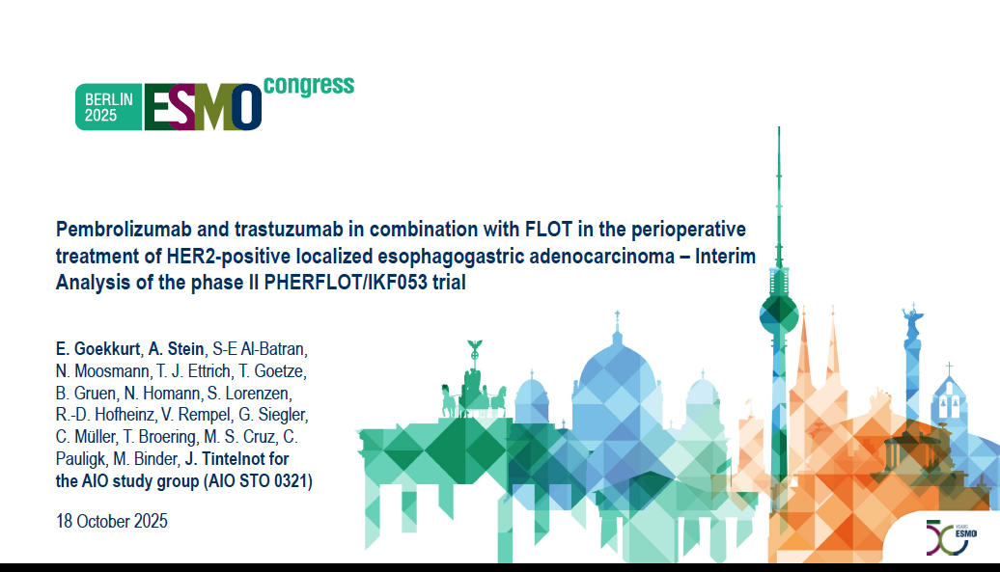 congress
BERLIN
2025
ESMO
Pembrolizumab and trastuzumab in combination with FLOT in the perioperative
treatment of HER2-positive localized esophagogastric adenocarcinoma – Interim
Analysis of the phase II PHERFLOT/IKF053 trial
E. Goekkurt, A. Stein, S-E Al-Batran,
N. Moosmann, T. J. Ettrich, T. Goetze,
B. Gruen, N. Homann, S. Lorenzen,
R.-D. Hofheinz, V. Rempel, G. Siegler,
C. Müller, T. Broering, M. S. Cruz, C.
Pauligk, M. Binder, J. Tintelnot for
the AIO study group (AIO STO 0321)
18 October 2025
50
YEARS
ESMO